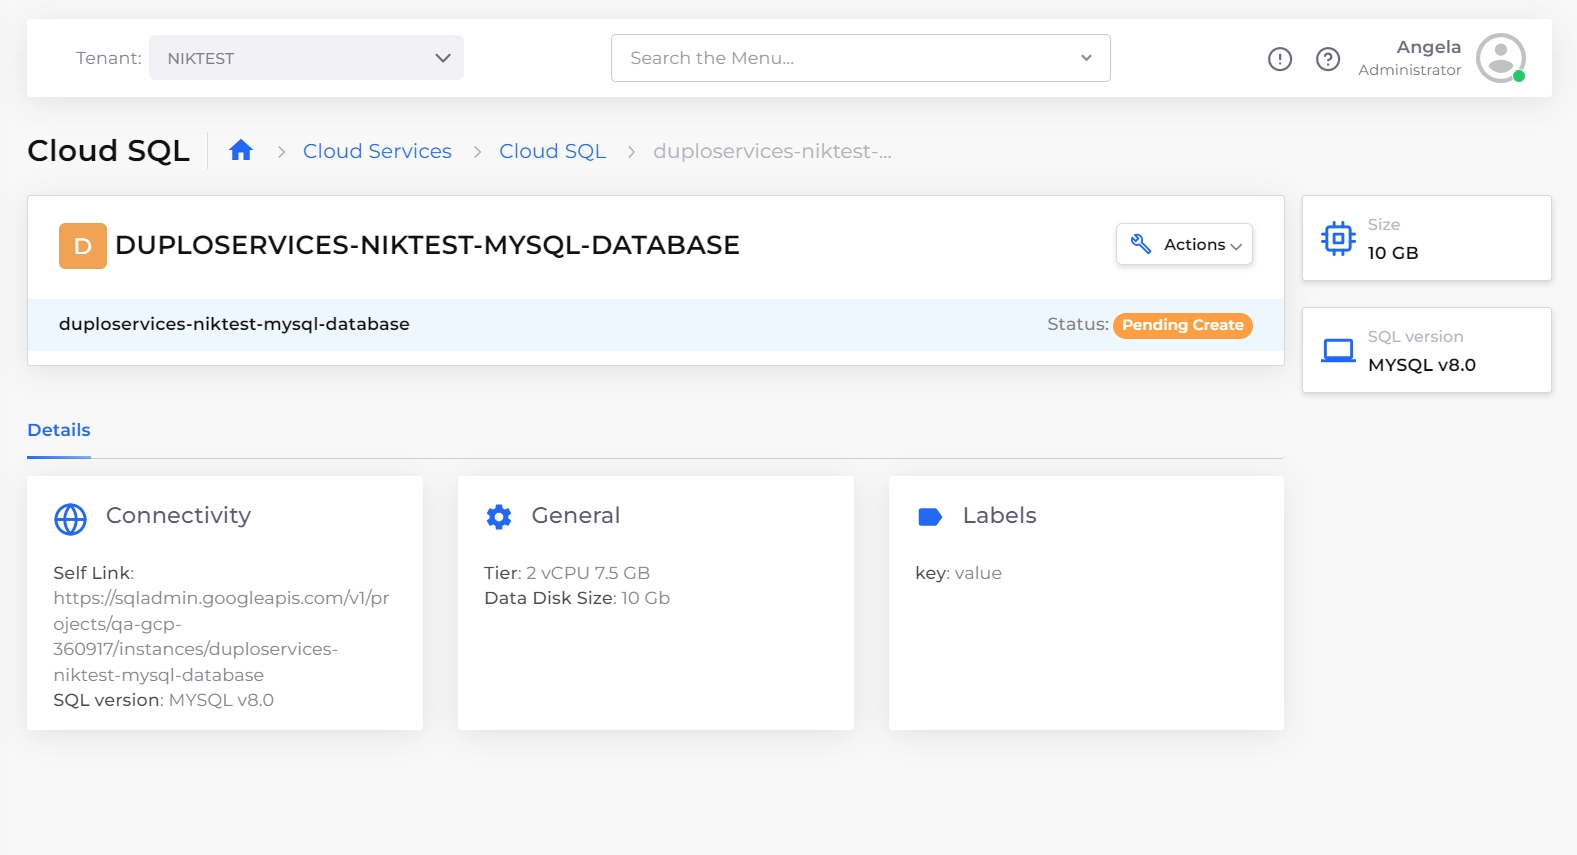 Tenant: NIKTEST
Search the Menu...
Angela
Administrator
Cloud SQL
Cloud Services
Cloud SQL
duploservices-niktest-...
D DUPLOSERVICES-NIKTEST-MYSQL-DATABASE
Actions
duploservices-niktest-mysql-database
Status: Pending Create
Size
10 GB
SQL version
MYSQL v8.0
Details
Connectivity
Self Link:
https://sqladmin.googleapis.com/v1/pr
ojects/qa-gcp-
360917/instances/duploservices-
niktest-mysql-database
SQL version: MYSQL v8.0
General
Tier: 2 vCPU 7.5 GB
Data Disk Size: 10 Gb
Labels
key: value